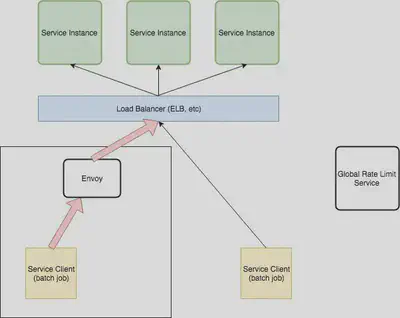 Service Instance
Service Instance
Service Instance
Load Balancer (ELB, etc)
Envoy
Global Rate Limit
Service
Service Client
(batch job)
Service Client
(batch job)